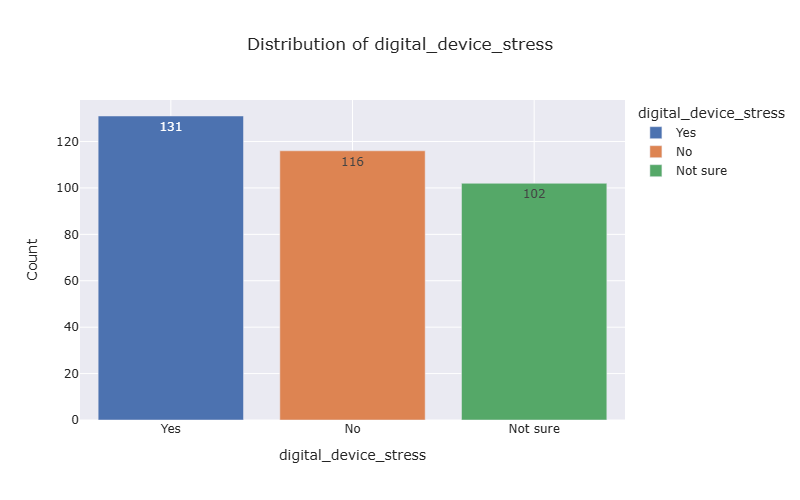 Distribution of digital_device_stress
digital_device_stress
Yes
No
Not sure
131
116
102
120
100
80
60
40
20
0
Count
Yes
No
Not sure
digital_device_stress